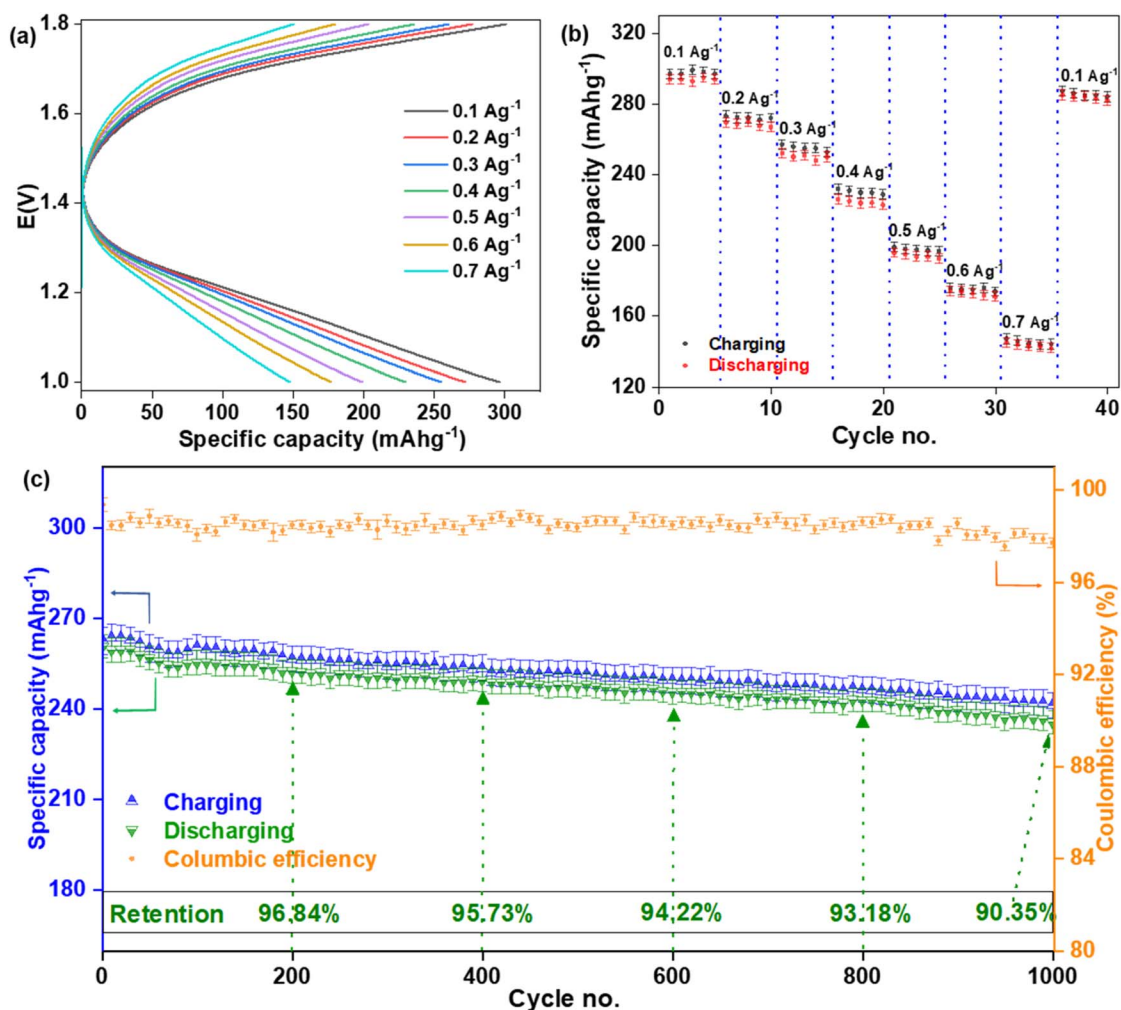 (a)
1.8
1.6
1.4
1.2
1.0
E(V)
0.1 Ag⁻¹
0.2 Ag⁻¹
0.3 Ag⁻¹
0.4 Ag⁻¹
0.5 Ag⁻¹
0.6 Ag⁻¹
0.7 Ag⁻¹
0 50 100 150 200 250 300
Specific capacity (mAhg⁻¹)
(b)
320
280
240
200
160
120
Specific capacity (mAhg⁻¹)
0.1 Ag⁻¹
0.2 Ag⁻¹
0.3 Ag⁻¹
0.4 Ag⁻¹
0.5 Ag⁻¹
0.6 Ag⁻¹
0.7 Ag⁻¹
0.1 Ag⁻¹
Charging
Discharging
0 10 20 30 40
Cycle no.
(c)
300
270
240
210
180
Specific capacity (mAhg⁻¹)
100
96
92
88
84
80
Coulombic efficiency (%)
Charging
Discharging
Columbic efficiency
Retention 96.84% 95.73% 94.22% 93.18% 90.35%
0 200 400 600 800 1000
Cycle no.